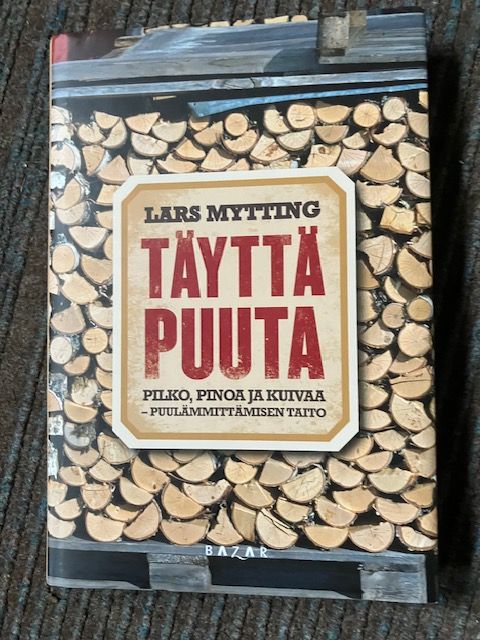 LARS MYTTING
TÄYTTÄ
PUUTA
PILKO, PINOA JA KUIVAA
– PUULÄMMITTÄMISEN TAITO
BAZAR